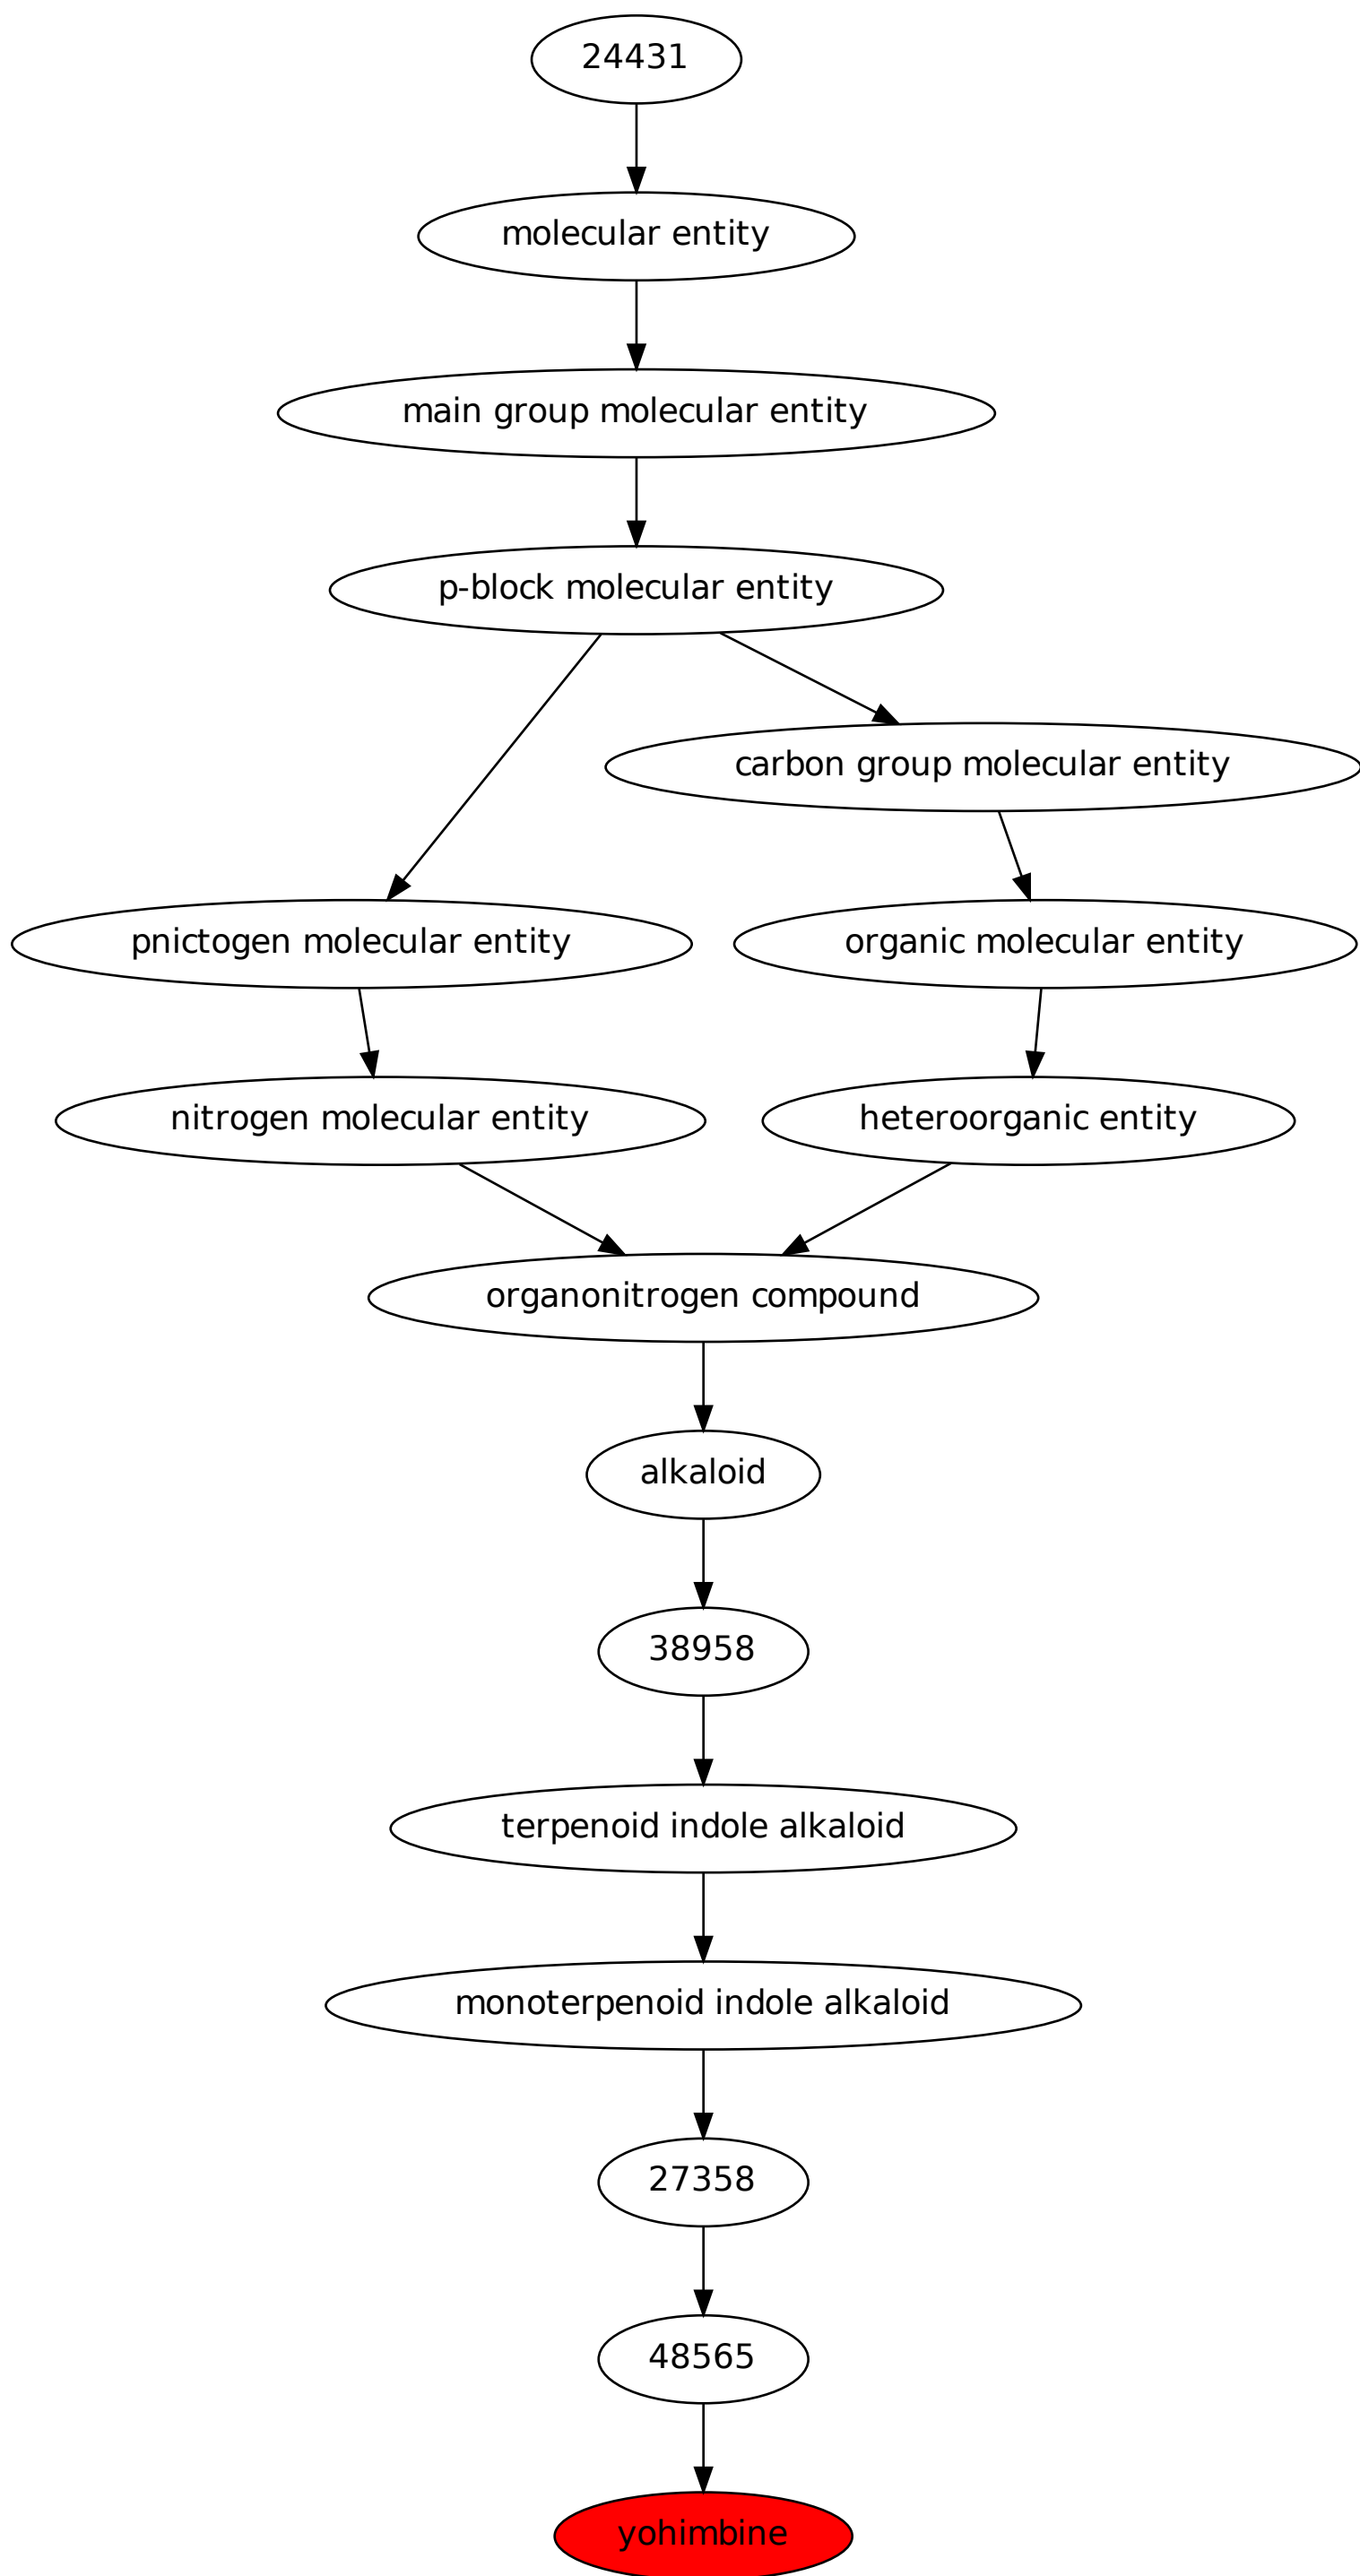 24431
molecular entity
main group molecular entity
p-block molecular entity
carbon group molecular entity
pnictogen molecular entity
organic molecular entity
nitrogen molecular entity
heteroorganic entity
organonitrogen compound
alkaloid
38958
terpenoid indole alkaloid
monoterpenoid indole alkaloid
27358
48565
yohimbine